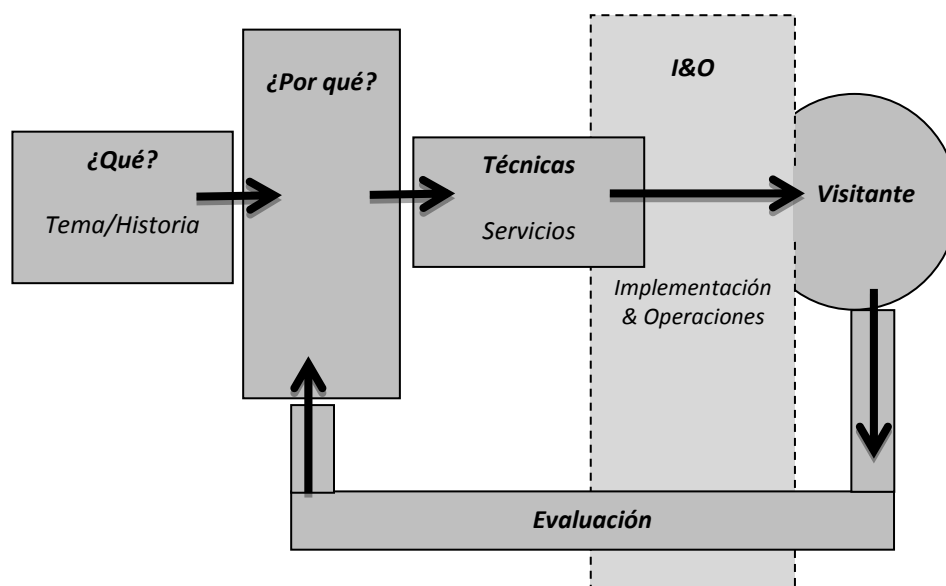 ¿Qué?
Tema/Historia
¿Por qué?
Técnicas
Servicios
I&O
Implementación
& Operaciones
Visitante
Evaluación